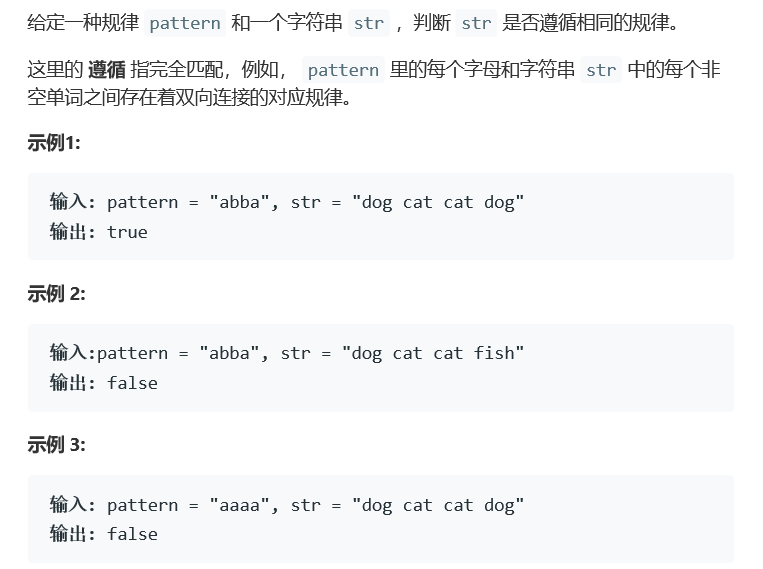 给定一种规律 pattern 和一个字符串 str ，判断 str 是否遵循相同的规律。
这里的 遵循 指完全匹配，例如， pattern 里的每个字母和字符串 str 中的每个非
空单词之间存在着双向连接的对应规律。
示例1:
输入: pattern = "abba", str = "dog cat cat dog"
输出: true
示例 2:
输入:pattern = "abba", str = "dog cat cat fish"
输出: false
示例 3:
输入: pattern = "aaaa", str = "dog cat cat dog"
输出: false